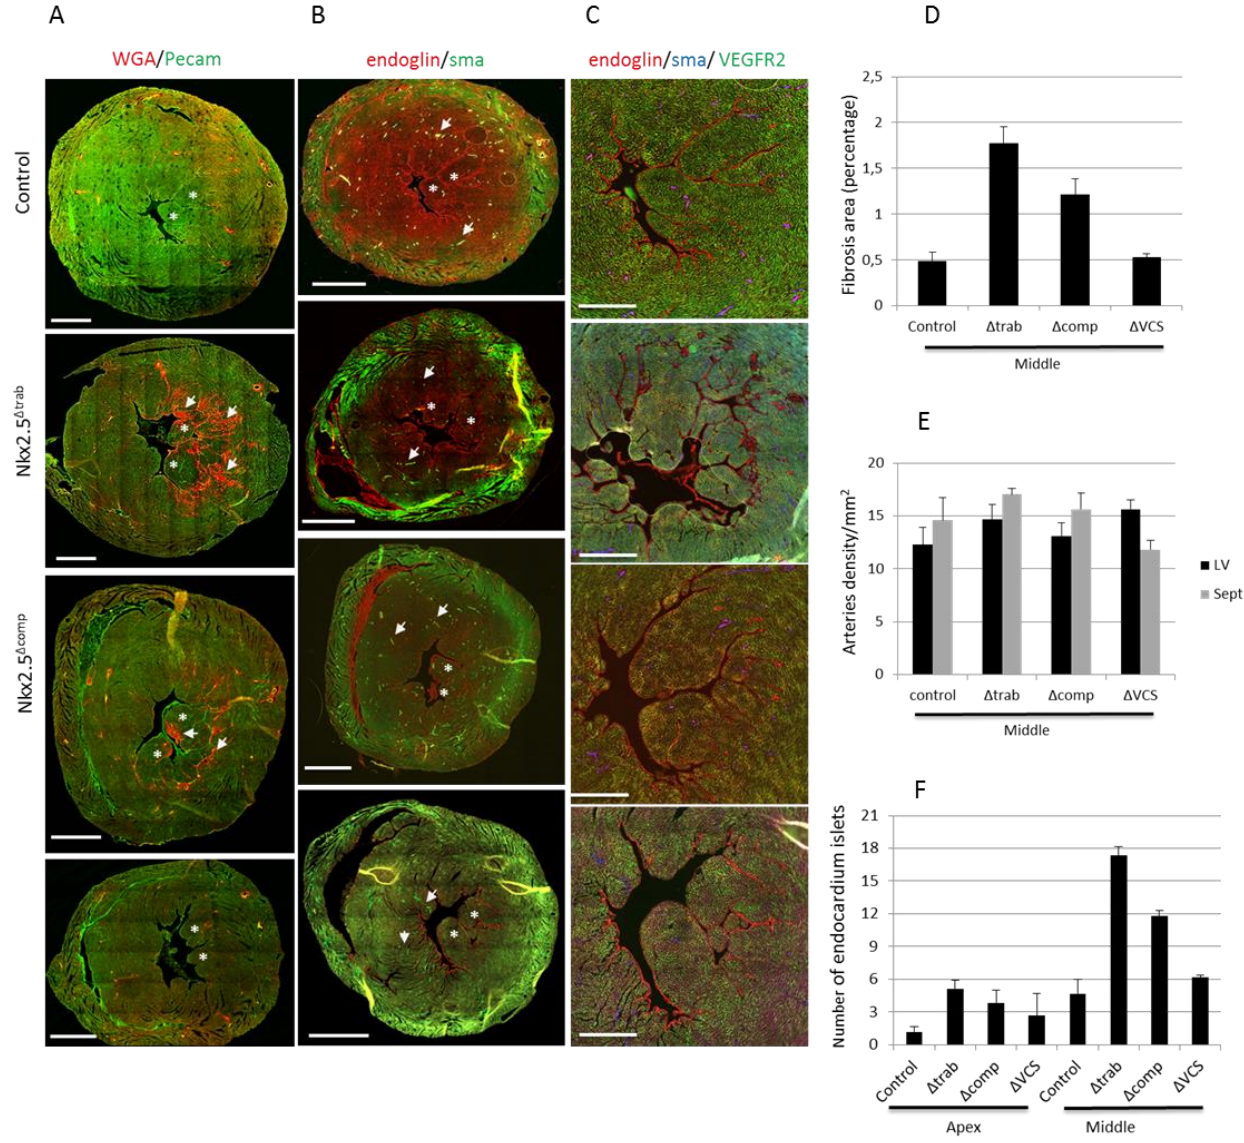 A
B
C
WGA/Pecam
endoglin/sma
endoglin/sma/ VEGFR2
Control
Nkx2.5Δtrab
Nkx2.5Δcomp
D
Fibrosis area (percentage)
2,5
2
1,5
1
0,5
0
Control Δtrab Δcomp ΔVCS
Middle
E
Arteries density/mm2
20
15
10
5
0
LV
Sept
control Δtrab Δcomp ΔVCS
Middle
F
Number of endocardium islets
21
18
15
12
9
6
3
0
Control Δtrab Δcomp ΔVCS Control Δtrab Δcomp ΔVCS
Apex Middle